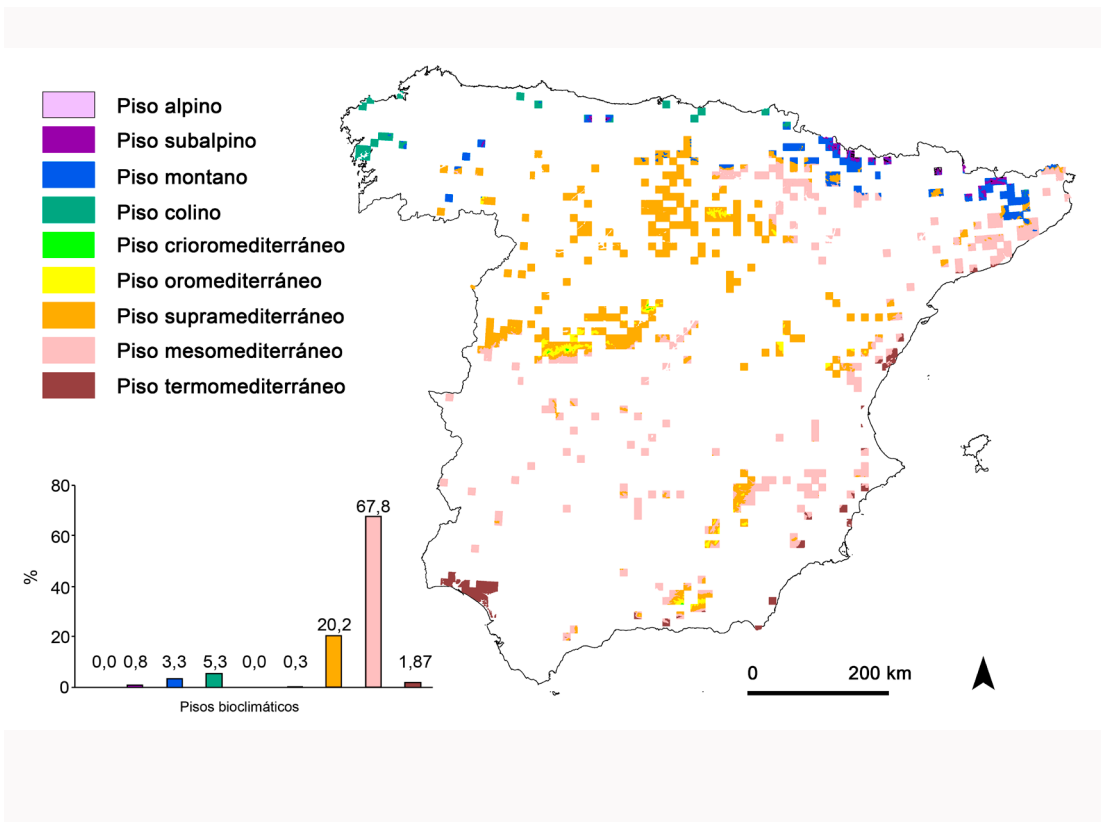 Piso alpino
Piso subalpino
Piso montano
Piso colino
Piso crioromediterráneo
Piso oromediterráneo
Piso supramediterráneo
Piso mesomediterráneo
Piso termomediterráneo
80
60
40
20
0
%
0,0
0,8
3,3
5,3
0,0
0,3
20,2
67,8
1,87
Pisos bioclimáticos
0 200 km